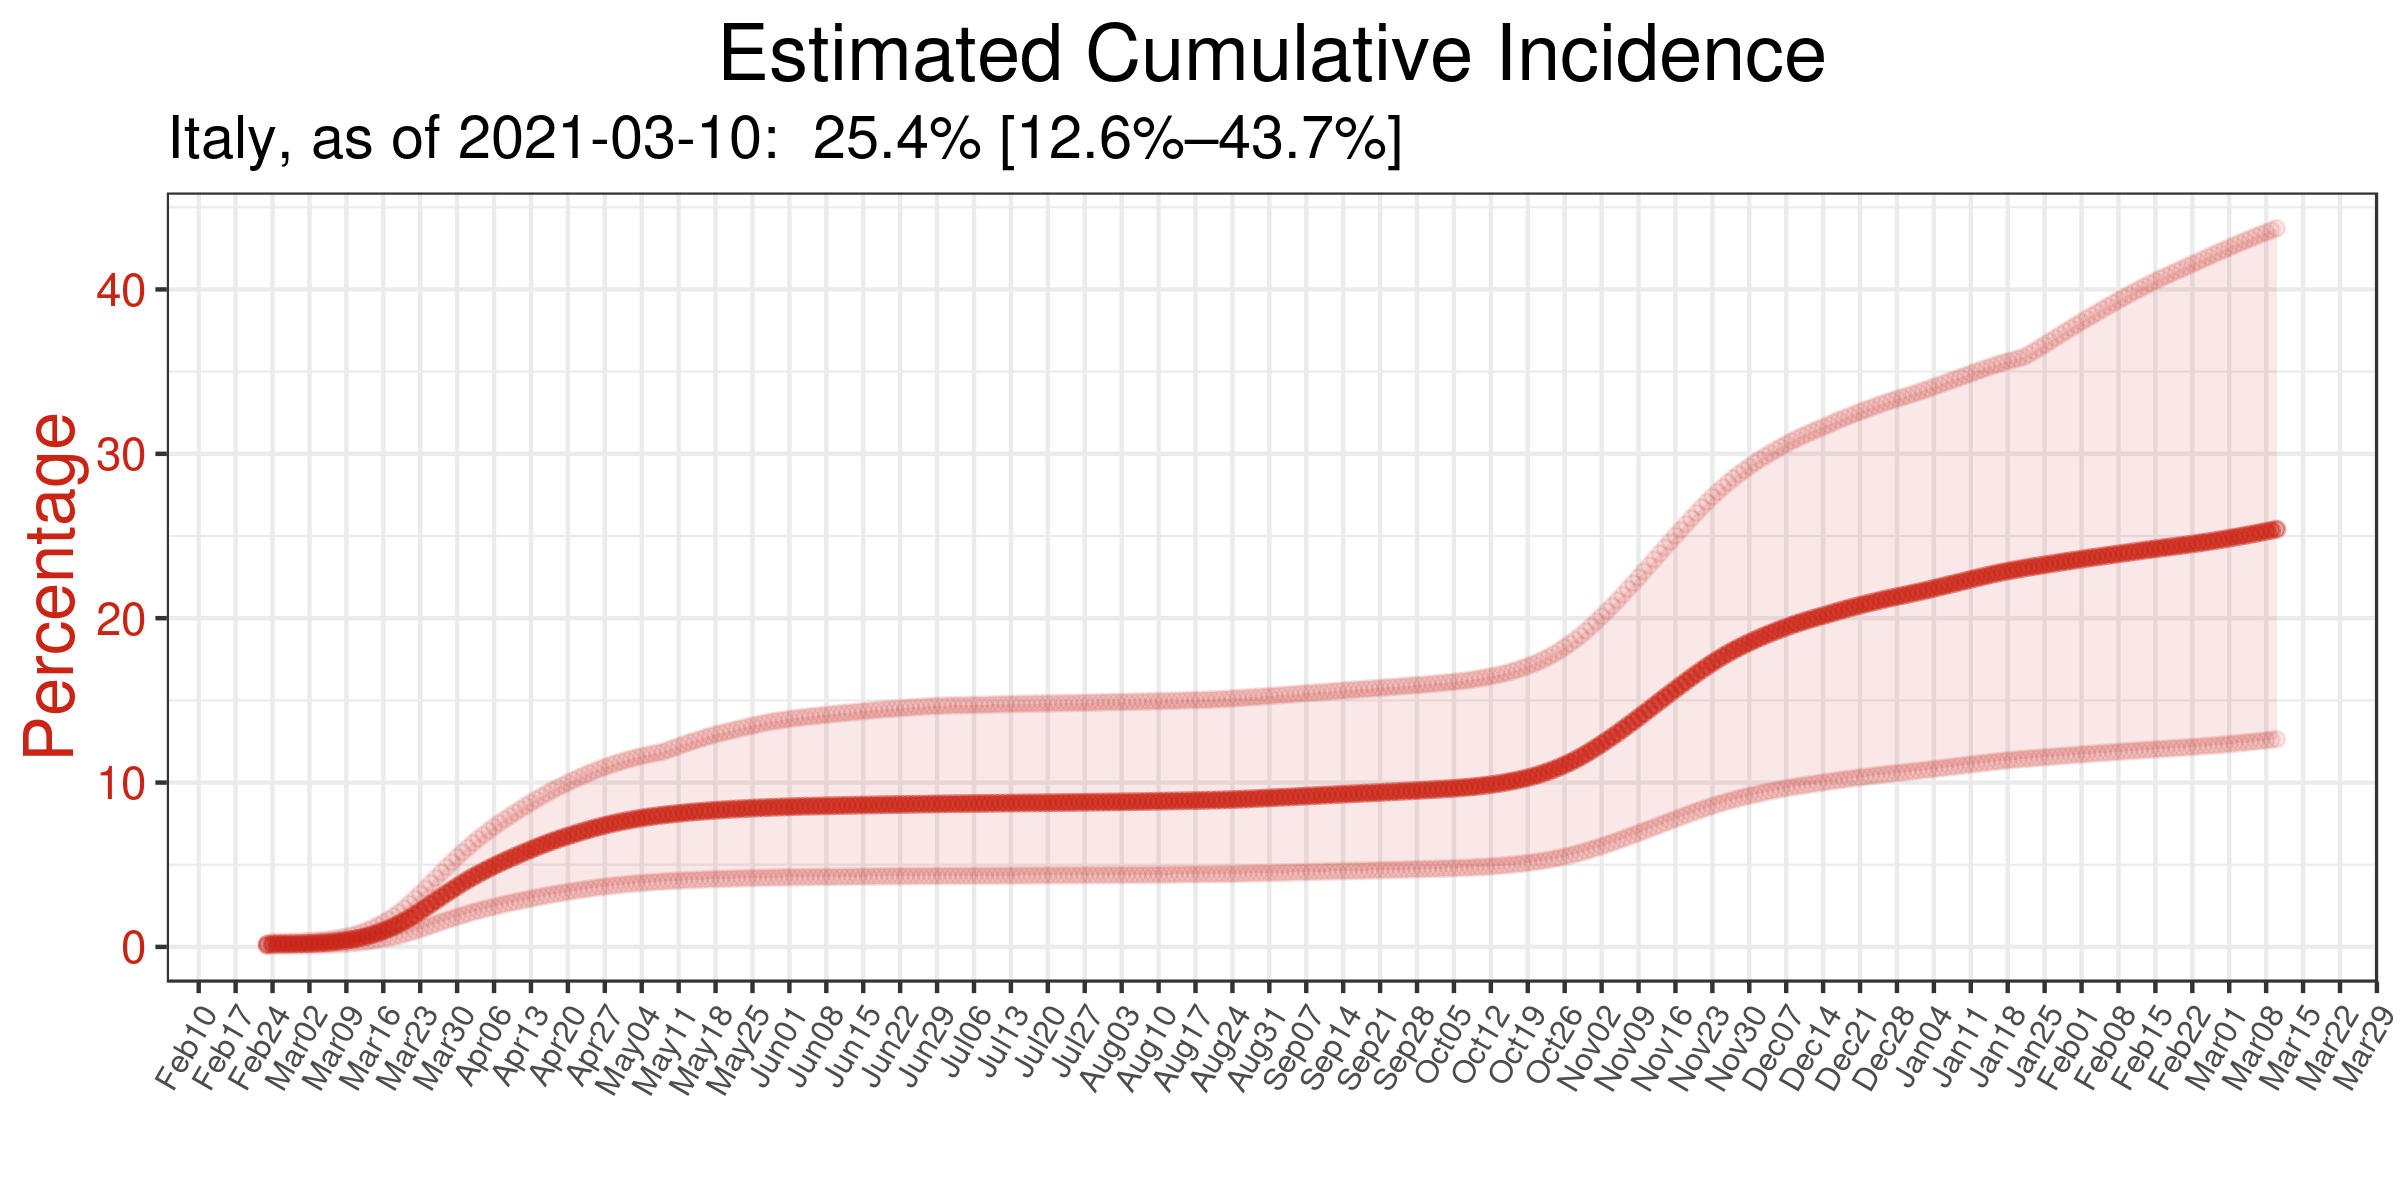 Estimated Cumulative Incidence
Italy, as of 2021-03-10:  25.4% [12.6%–43.7%]
Percentage
40
30
20
10
0
Feb10
Feb17
Feb24
Mar02
Mar09
Mar16
Mar23
Mar30
Apr06
Apr13
Apr20
Apr27
May04
May11
May18
May25
Jun01
Jun08
Jun15
Jun22
Jun29
Jul06
Jul13
Jul20
Jul27
Aug03
Aug10
Aug17
Aug24
Aug31
Sep07
Sep14
Sep21
Sep28
Oct05
Oct12
Oct19
Oct26
Nov02
Nov09
Nov16
Nov23
Nov30
Dec07
Dec14
Dec21
Dec28
Jan04
Jan11
Jan18
Jan25
Feb01
Feb08
Feb15
Feb22
Mar01
Mar08
Mar15
Mar22
Mar29